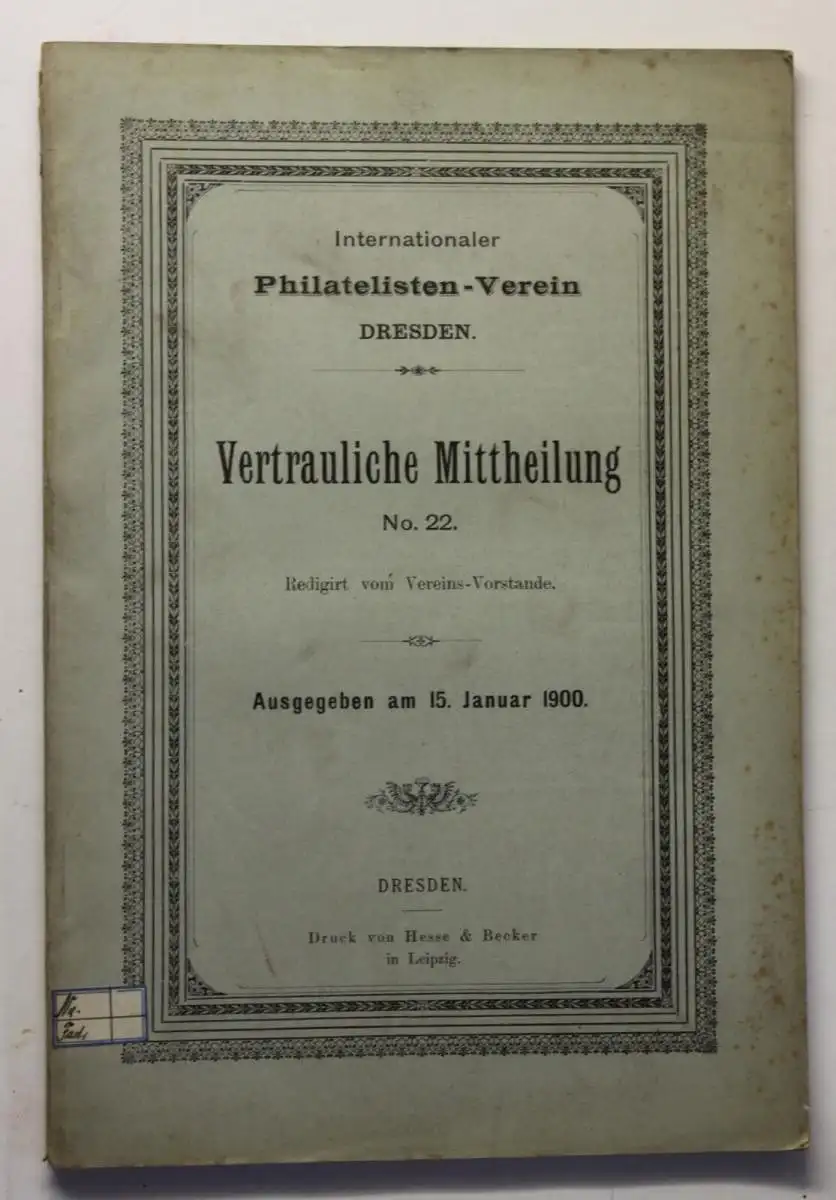 Internationaler
Philatelisten-Verein
DRESDEN.
Vertrauliche Mittheilung
No. 22.
Redigirt vom Vereins-Vorstande.
Ausgegeben am 15. Januar 1900.
DRESDEN.
Druck von Hesse & Becker
in Leipzig.